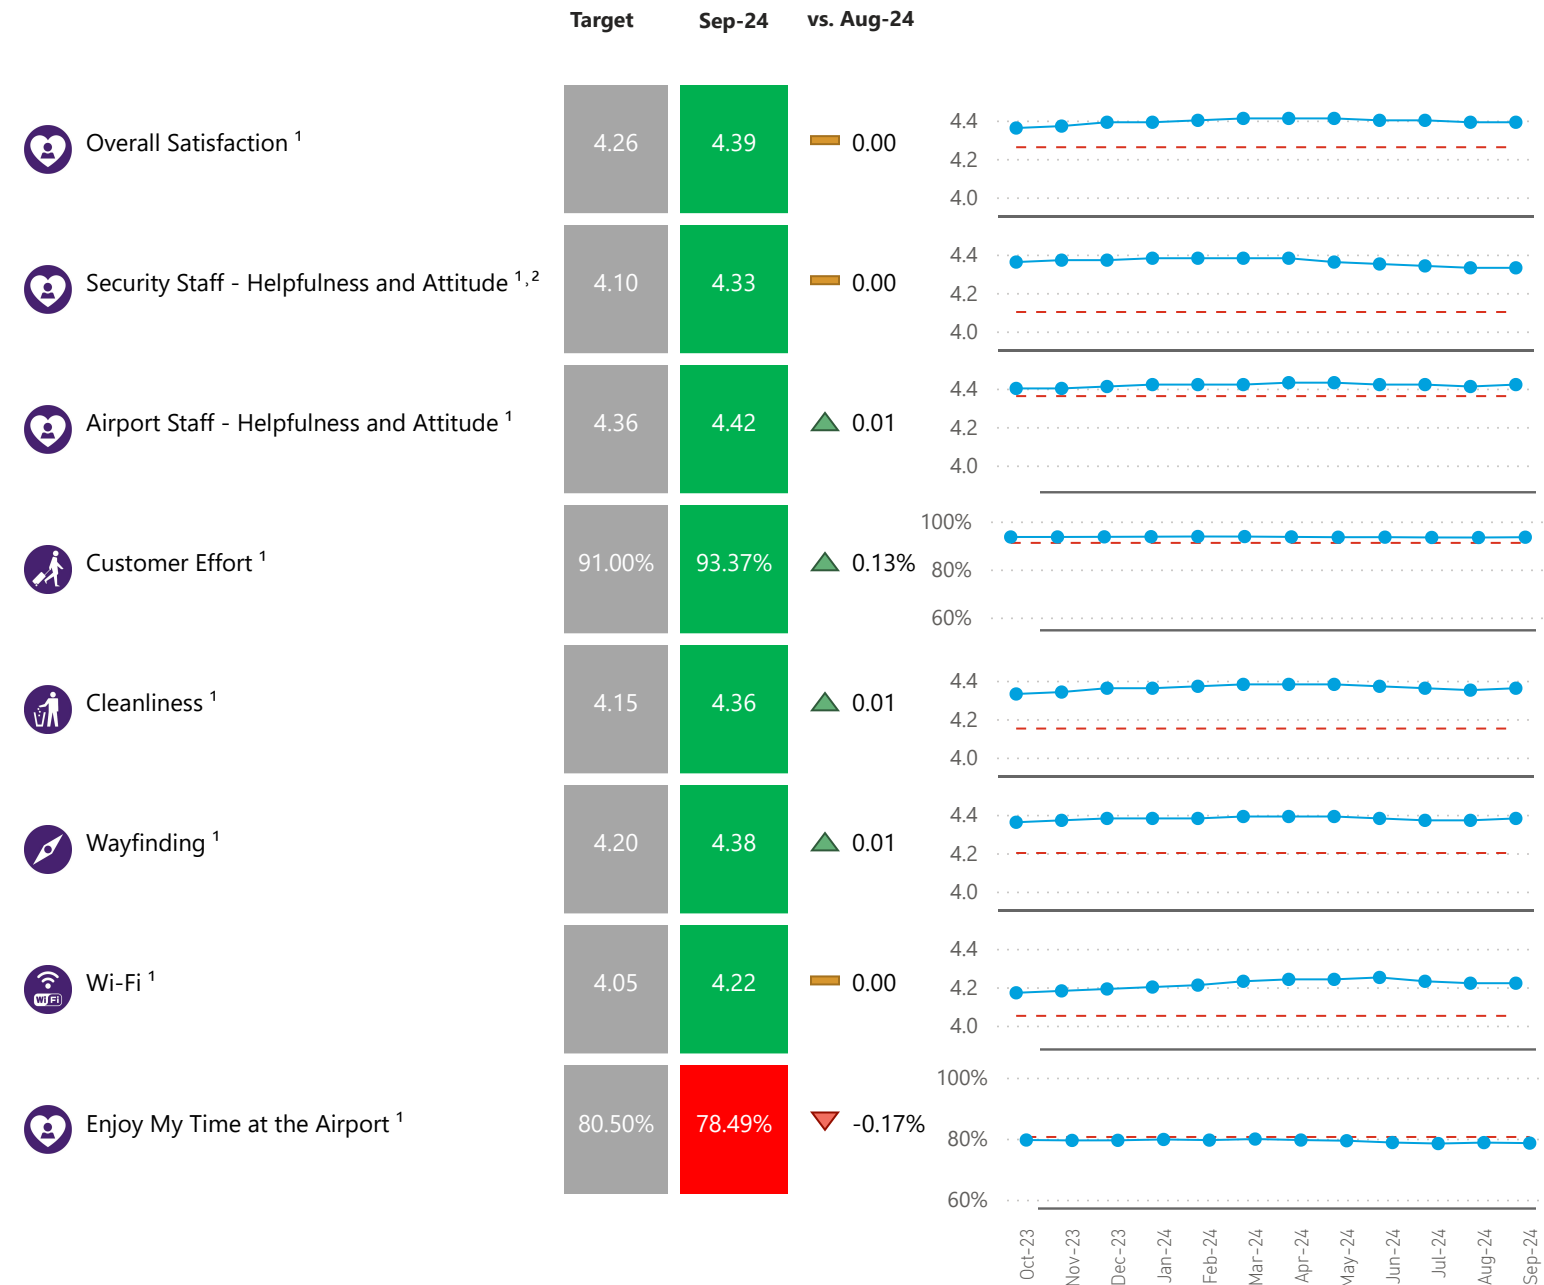 Target Sep-24 vs. Aug-24
Overall Satisfaction ¹ 4.26 4.39 0.00
4.4
4.2
4.0
Security Staff - Helpfulness and Attitude ¹,² 4.10 4.33 0.00
4.4
4.2
4.0
Airport Staff - Helpfulness and Attitude ¹ 4.36 4.42 0.01
4.4
4.2
4.0
Customer Effort ¹ 91.00% 93.37% 0.13%
100%
80%
60%
Cleanliness ¹ 4.15 4.36 0.01
4.4
4.2
4.0
Wayfinding ¹ 4.20 4.38 0.01
4.4
4.2
4.0
Wi-Fi ¹ 4.05 4.22 0.00
WiFi
4.4
4.2
4.0
Enjoy My Time at the Airport ¹ 80.50% 78.49% -0.17%
100%
80%
60%
Oct-23 Nov-23 Dec-23 Jan-24 Feb-24 Mar-24 Apr-24 May-24 Jun-24 Jul-24 Aug-24 Sep-24